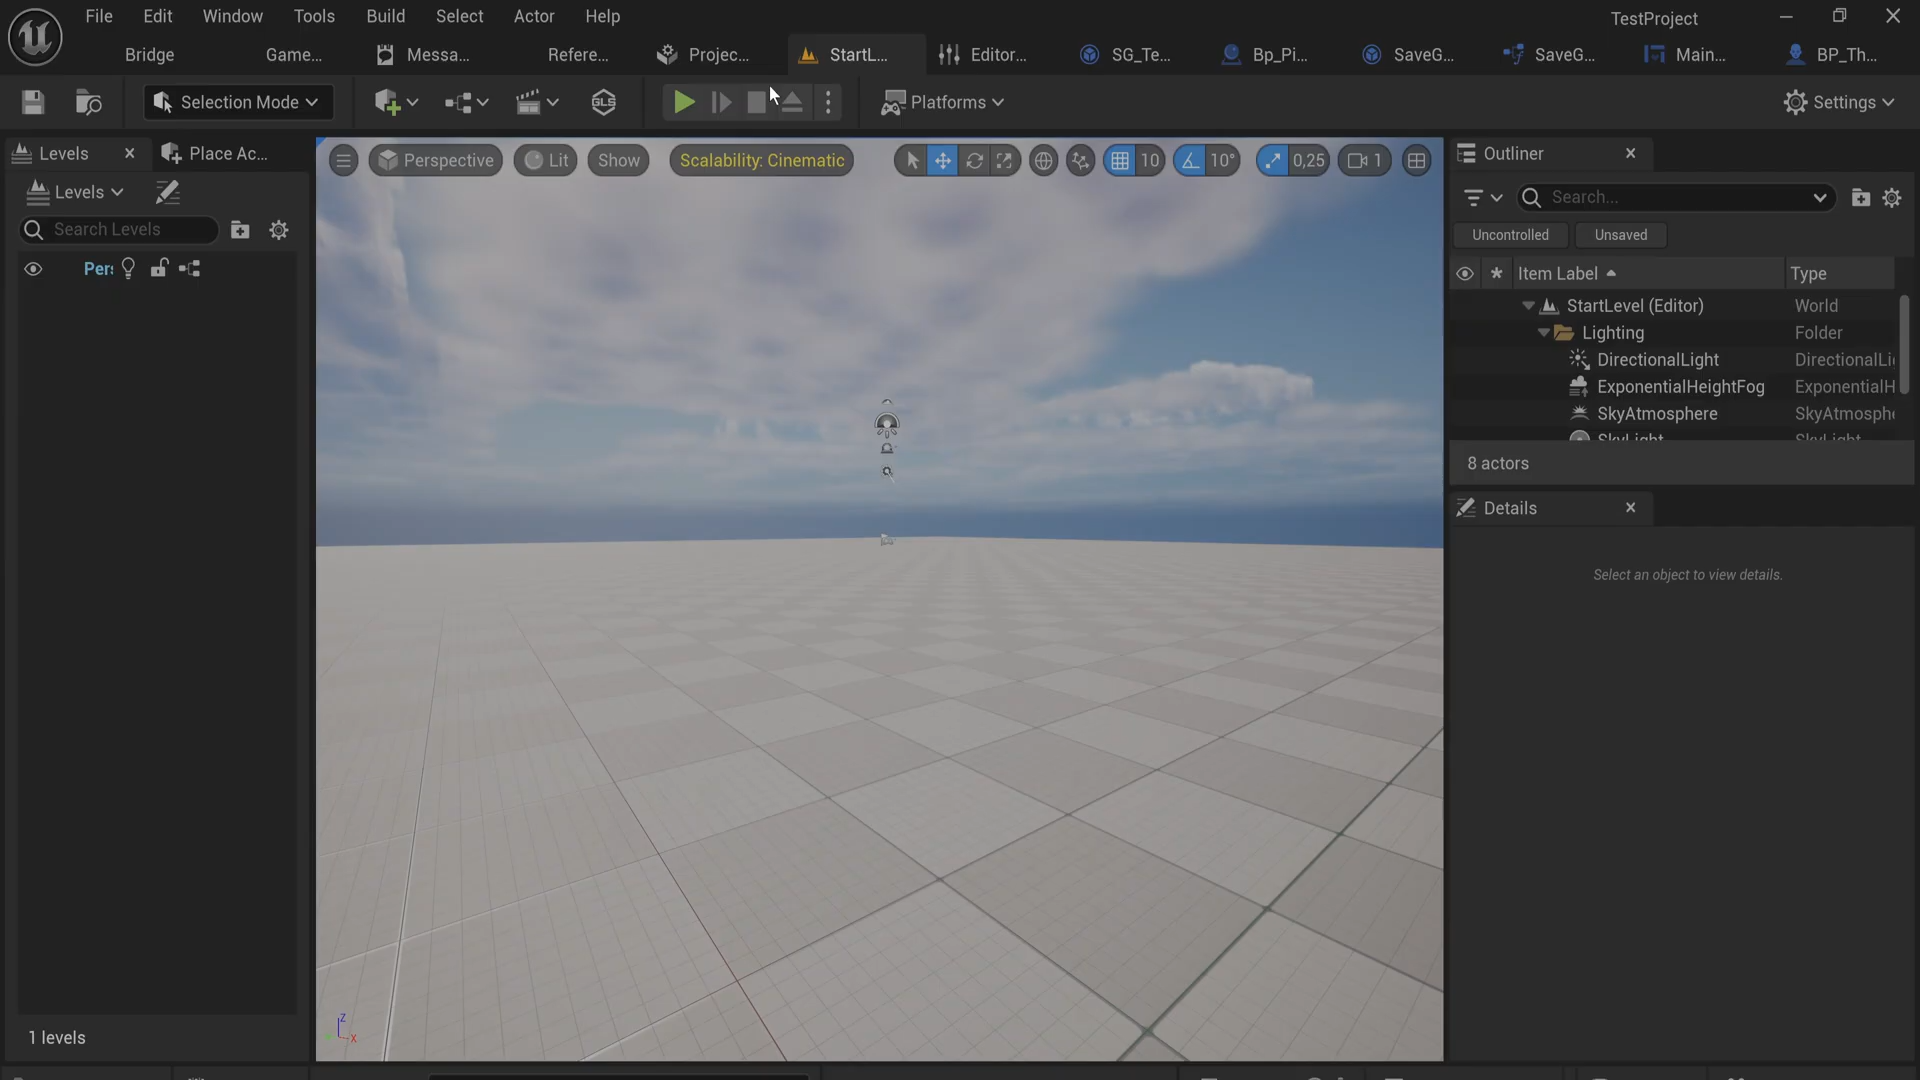 File Edit Window Tools Build Select Actor Help
TestProject
Bridge Game... Messa... Refere... Projec... StartL... Editor... SG_Te... Bp_Pi... SaveG... SaveG... Main... BP_Th...
Selection Mode
GLS
Platforms
Settings
Levels
Place Ac...
Levels
Search Levels
Per
1 levels
Perspective Lit Show Scalability: Cinematic 10 10° 0,25 1
Z
X
Outliner
Search...
Uncontrolled Unsaved
Item Label Type
StartLevel (Editor) World
Lighting Folder
DirectionalLight DirectionalLi
ExponentialHeightFog ExponentialH
SkyAtmosphere SkyAtmosphe
SkyLight SkyLight
8 actors
Details
Select an object to view details.